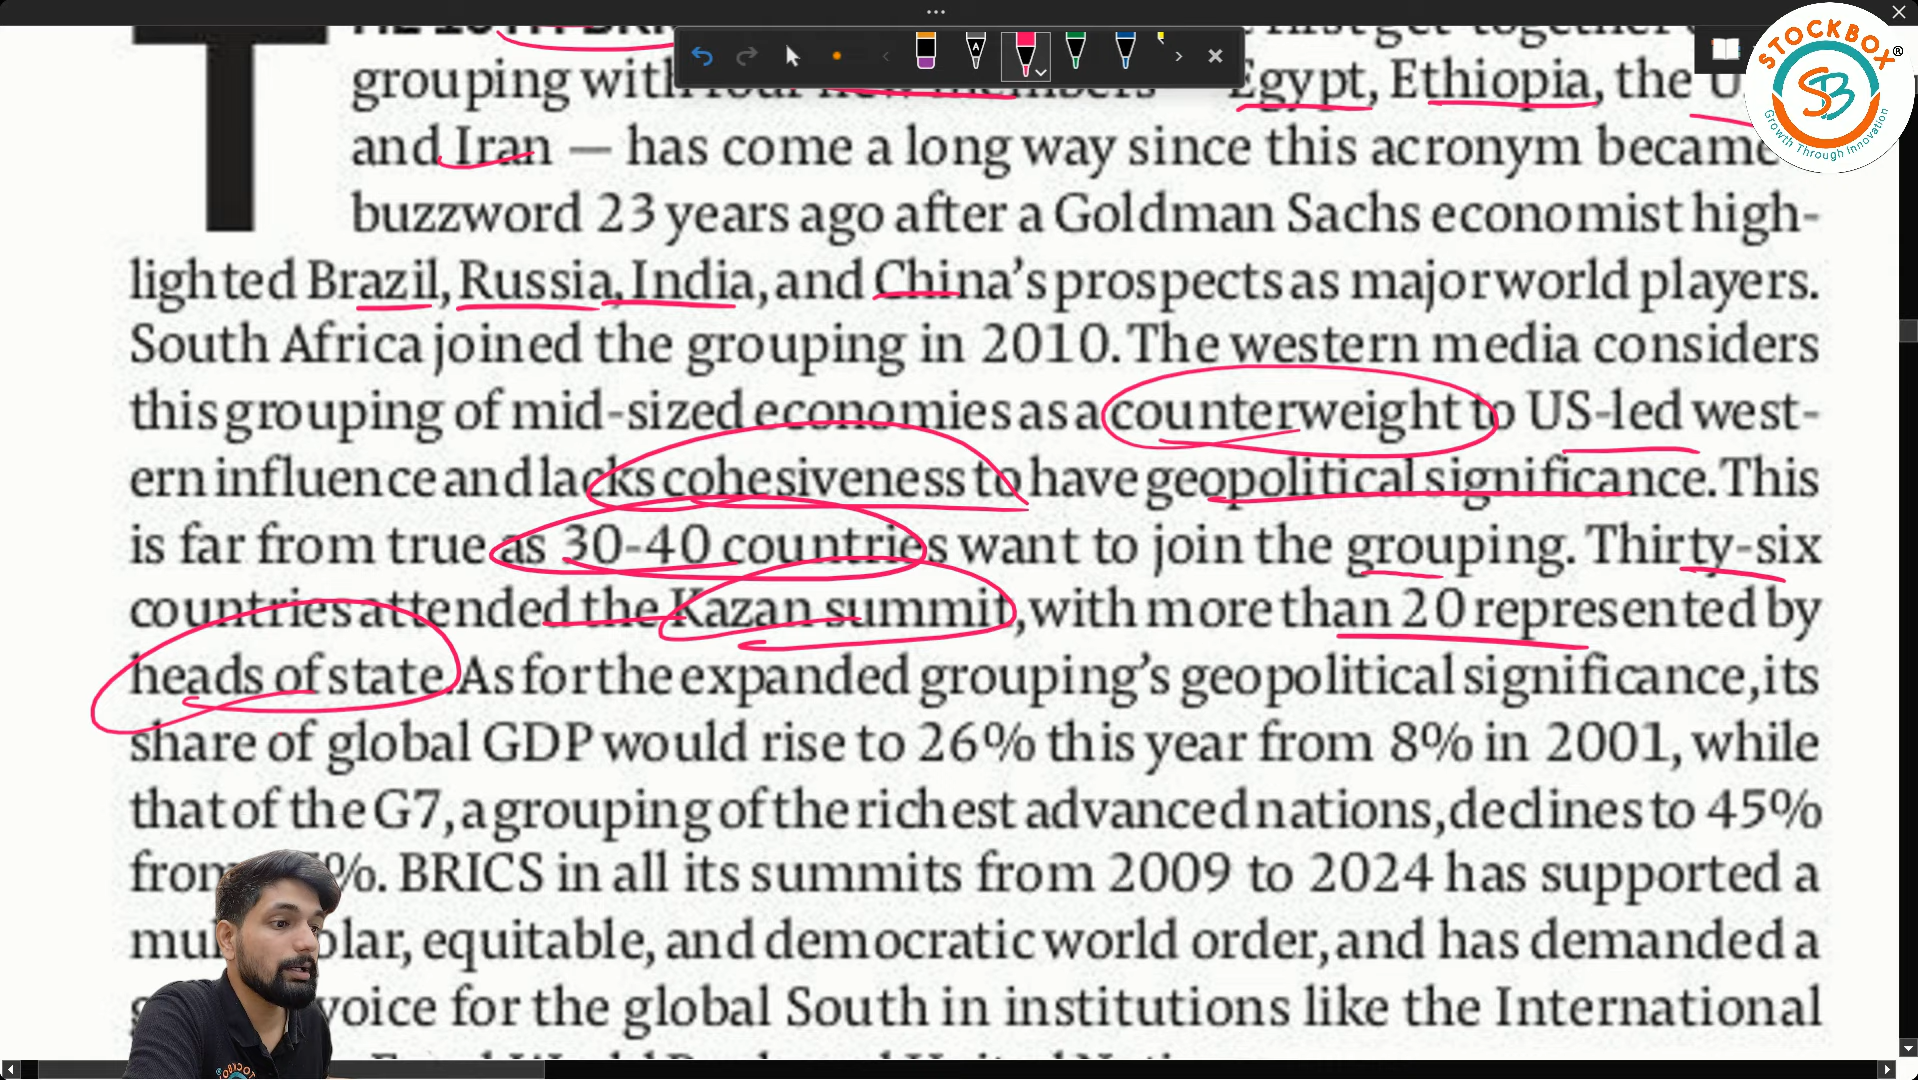 grouping with four new members — Egypt, Ethiopia, the
and Iran — has come a long way since this acronym became
buzzword 23 years ago after a Goldman Sachs economist high-
lighted Brazil, Russia, India, and China's prospects as major world players.
South Africa joined the grouping in 2010. The western media considers
this grouping of mid-sized economies as a counterweight to US-led west-
ern influence and lacks cohesiveness to have geopolitical significance. This
is far from true as 30-40 countries want to join the grouping. Thirty-six
countries attended the Kazan summit, with more than 20 represented by
heads of state. As for the expanded grouping's geopolitical significance, its
share of global GDP would rise to 26% this year from 8% in 2001, while
that of the G7, a grouping of the richest advanced nations, declines to 45%
from %. BRICS in all its summits from 2009 to 2024 has supported a
equitable, and democratic world order, and has demanded a
voice for the global South in institutions like the International
STOCKBOX®
SB
Growth Through Innovation